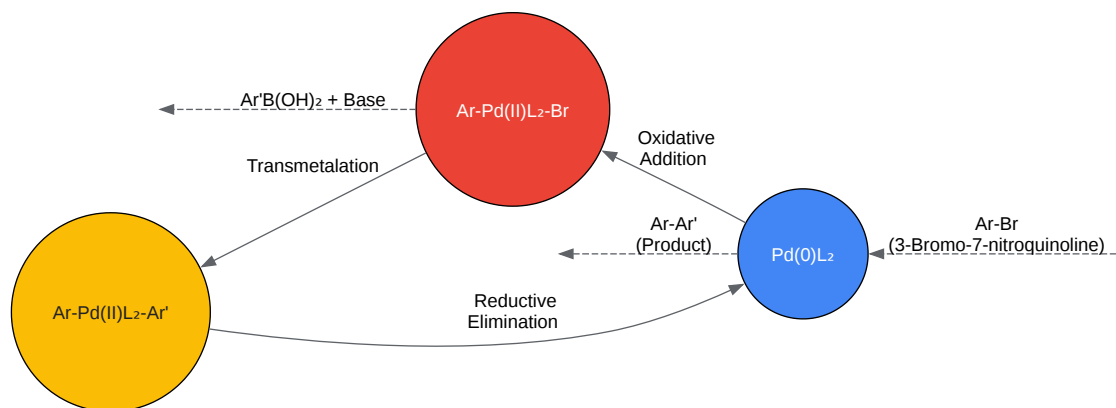 Ar'B(OH)₂ + Base
Ar-Pd(II)L₂-Br
Oxidative
Addition
Transmetalation
Ar-Ar'
(Product)
Pd(0)L₂
Ar-Br
(3-Bromo-7-nitroquinoline)
Ar-Pd(II)L₂-Ar'
Reductive
Elimination